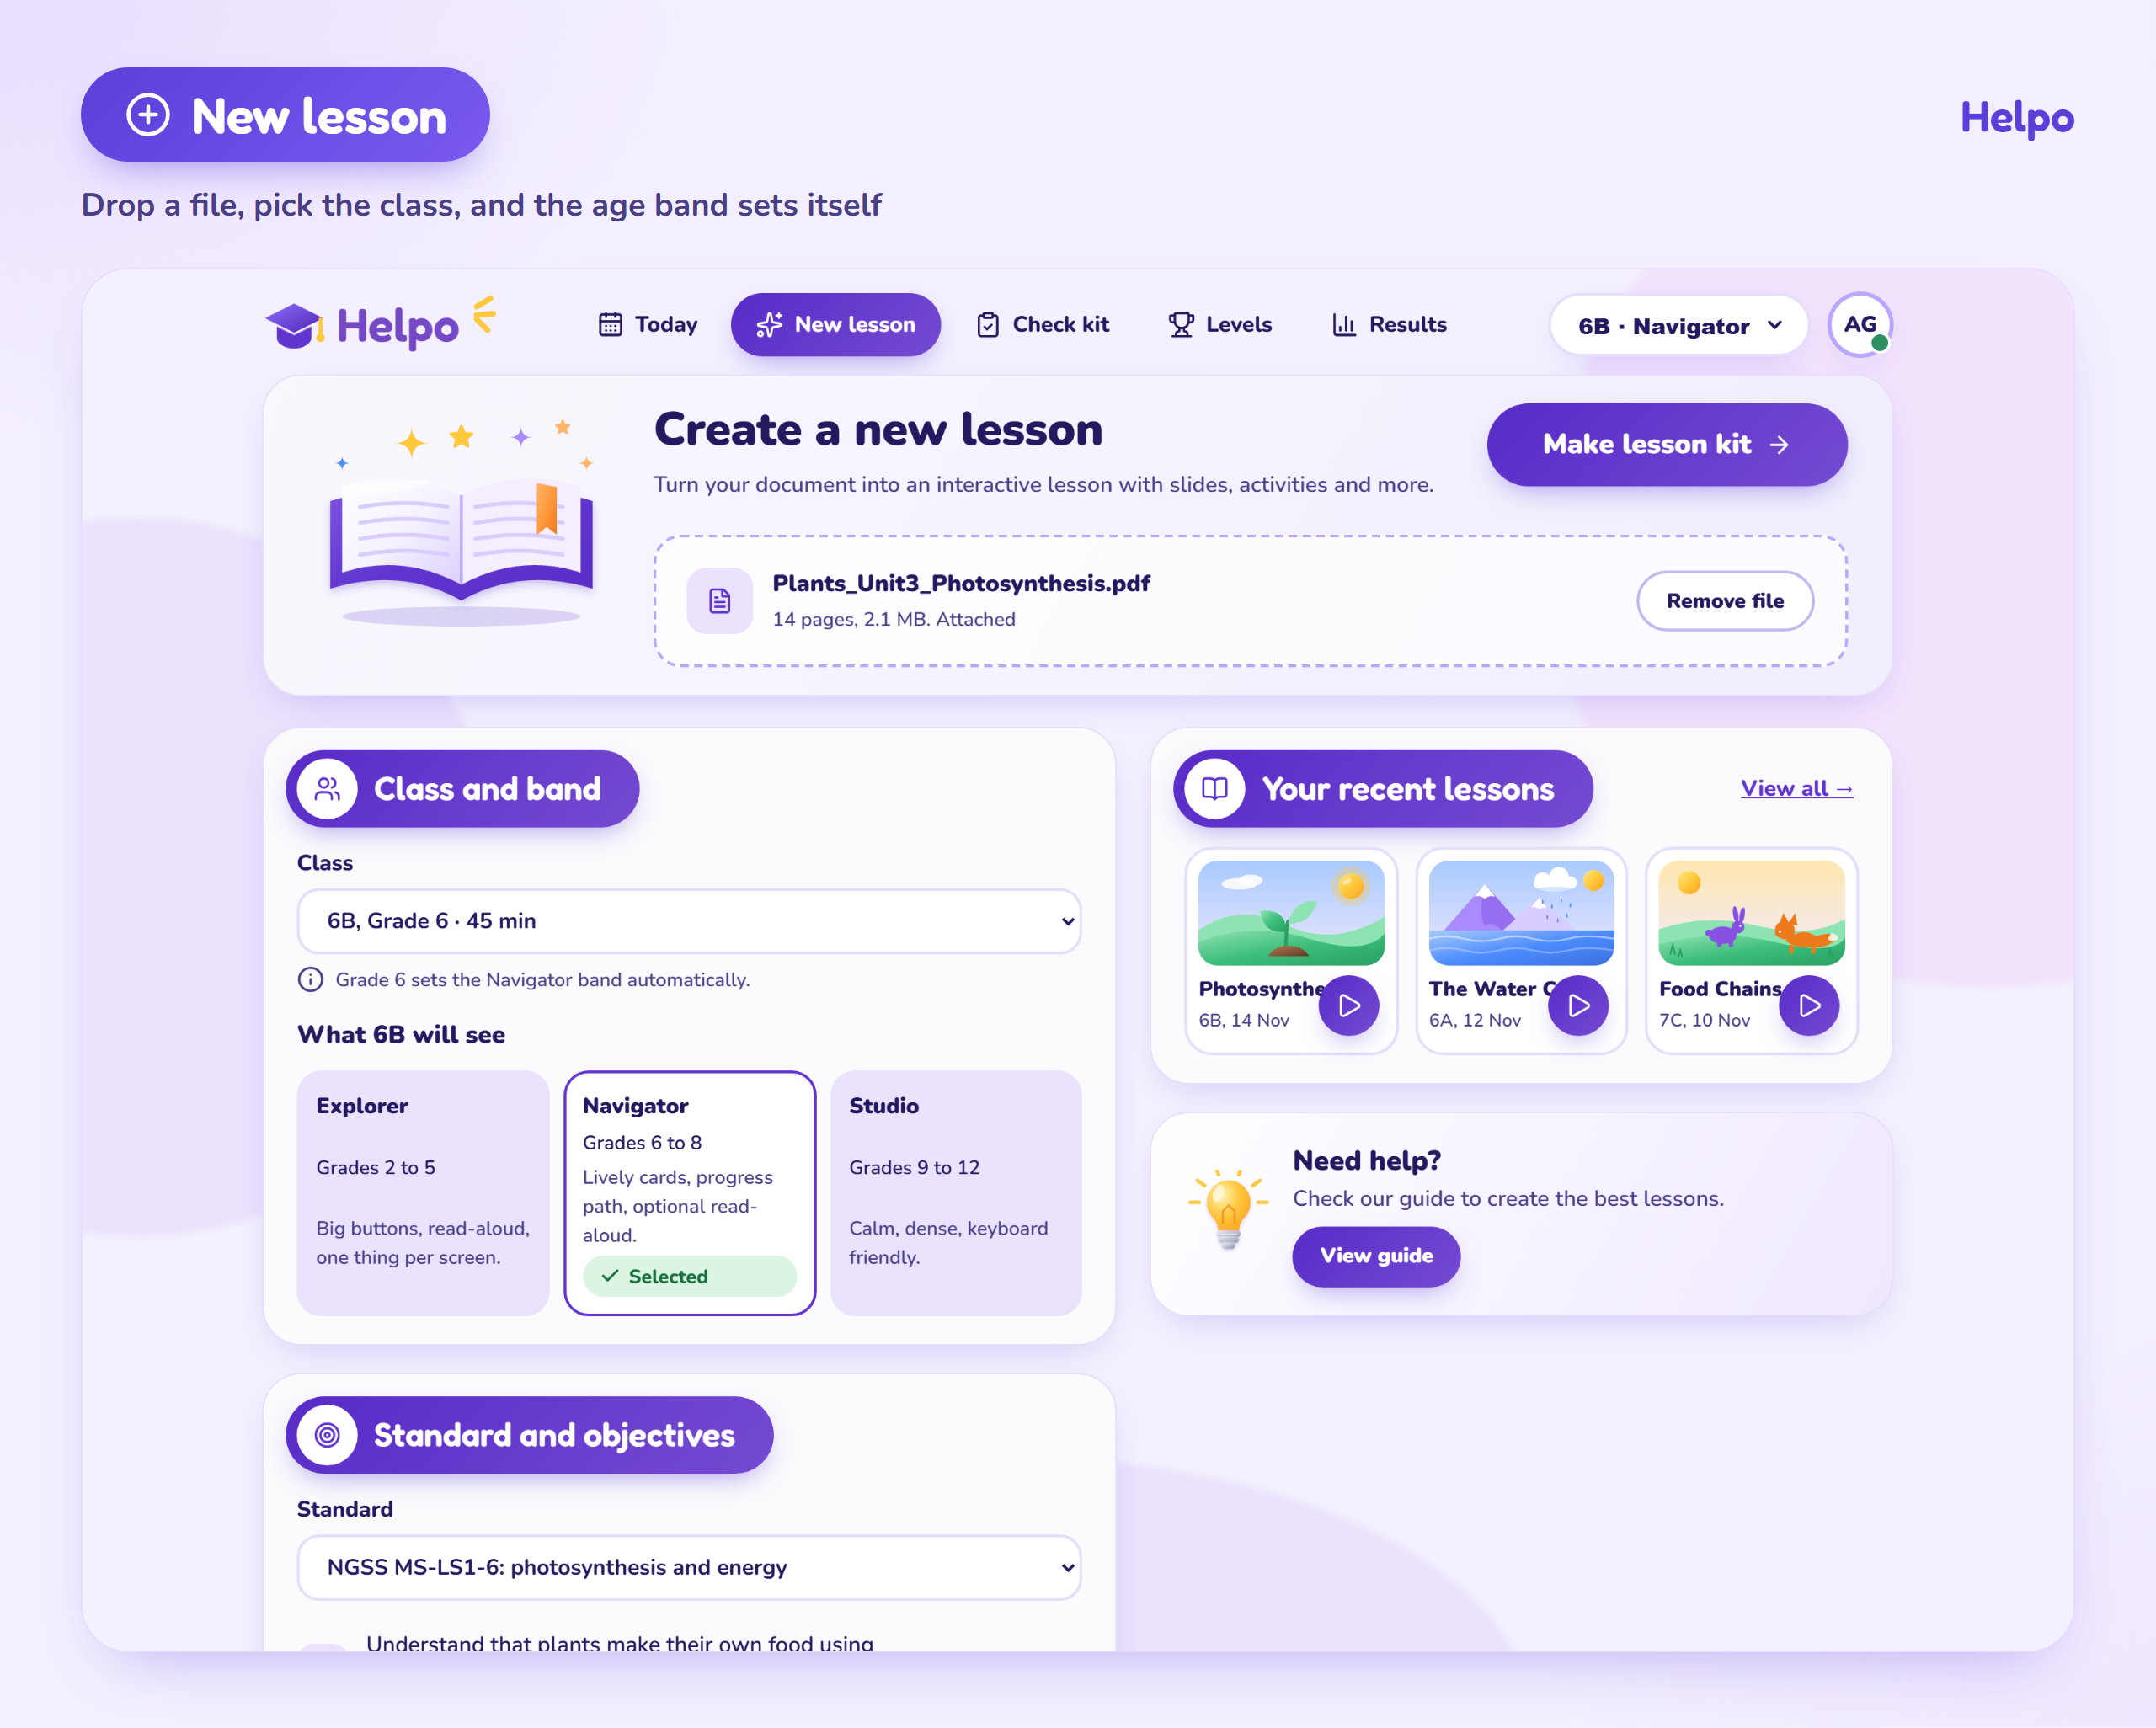 New lesson
Helpo
Drop a file, pick the class, and the age band sets itself
Helpo
Today
New lesson
Check kit
Levels
Results
6B · Navigator
AG
Create a new lesson
Make lesson kit →
Turn your document into an interactive lesson with slides, activities and more.
Plants_Unit3_Photosynthesis.pdf
14 pages, 2.1 MB. Attached
Remove file
Class and band
Class
6B, Grade 6 · 45 min
Grade 6 sets the Navigator band automatically.
What 6B will see
Explorer
Grades 2 to 5
Big buttons, read-aloud,
one thing per screen.
Navigator
Grades 6 to 8
Lively cards, progress
path, optional read-
aloud.
Selected
Studio
Grades 9 to 12
Calm, dense, keyboard
friendly.
Your recent lessons
View all →
Photosynthe
6B, 14 Nov
The Water
6A, 12 Nov
Food Chains
7C, 10 Nov
Need help?
Check our guide to create the best lessons.
View guide
Standard and objectives
Standard
NGSS MS-LS1-6: photosynthesis and energy
Understand that plants make their own food using